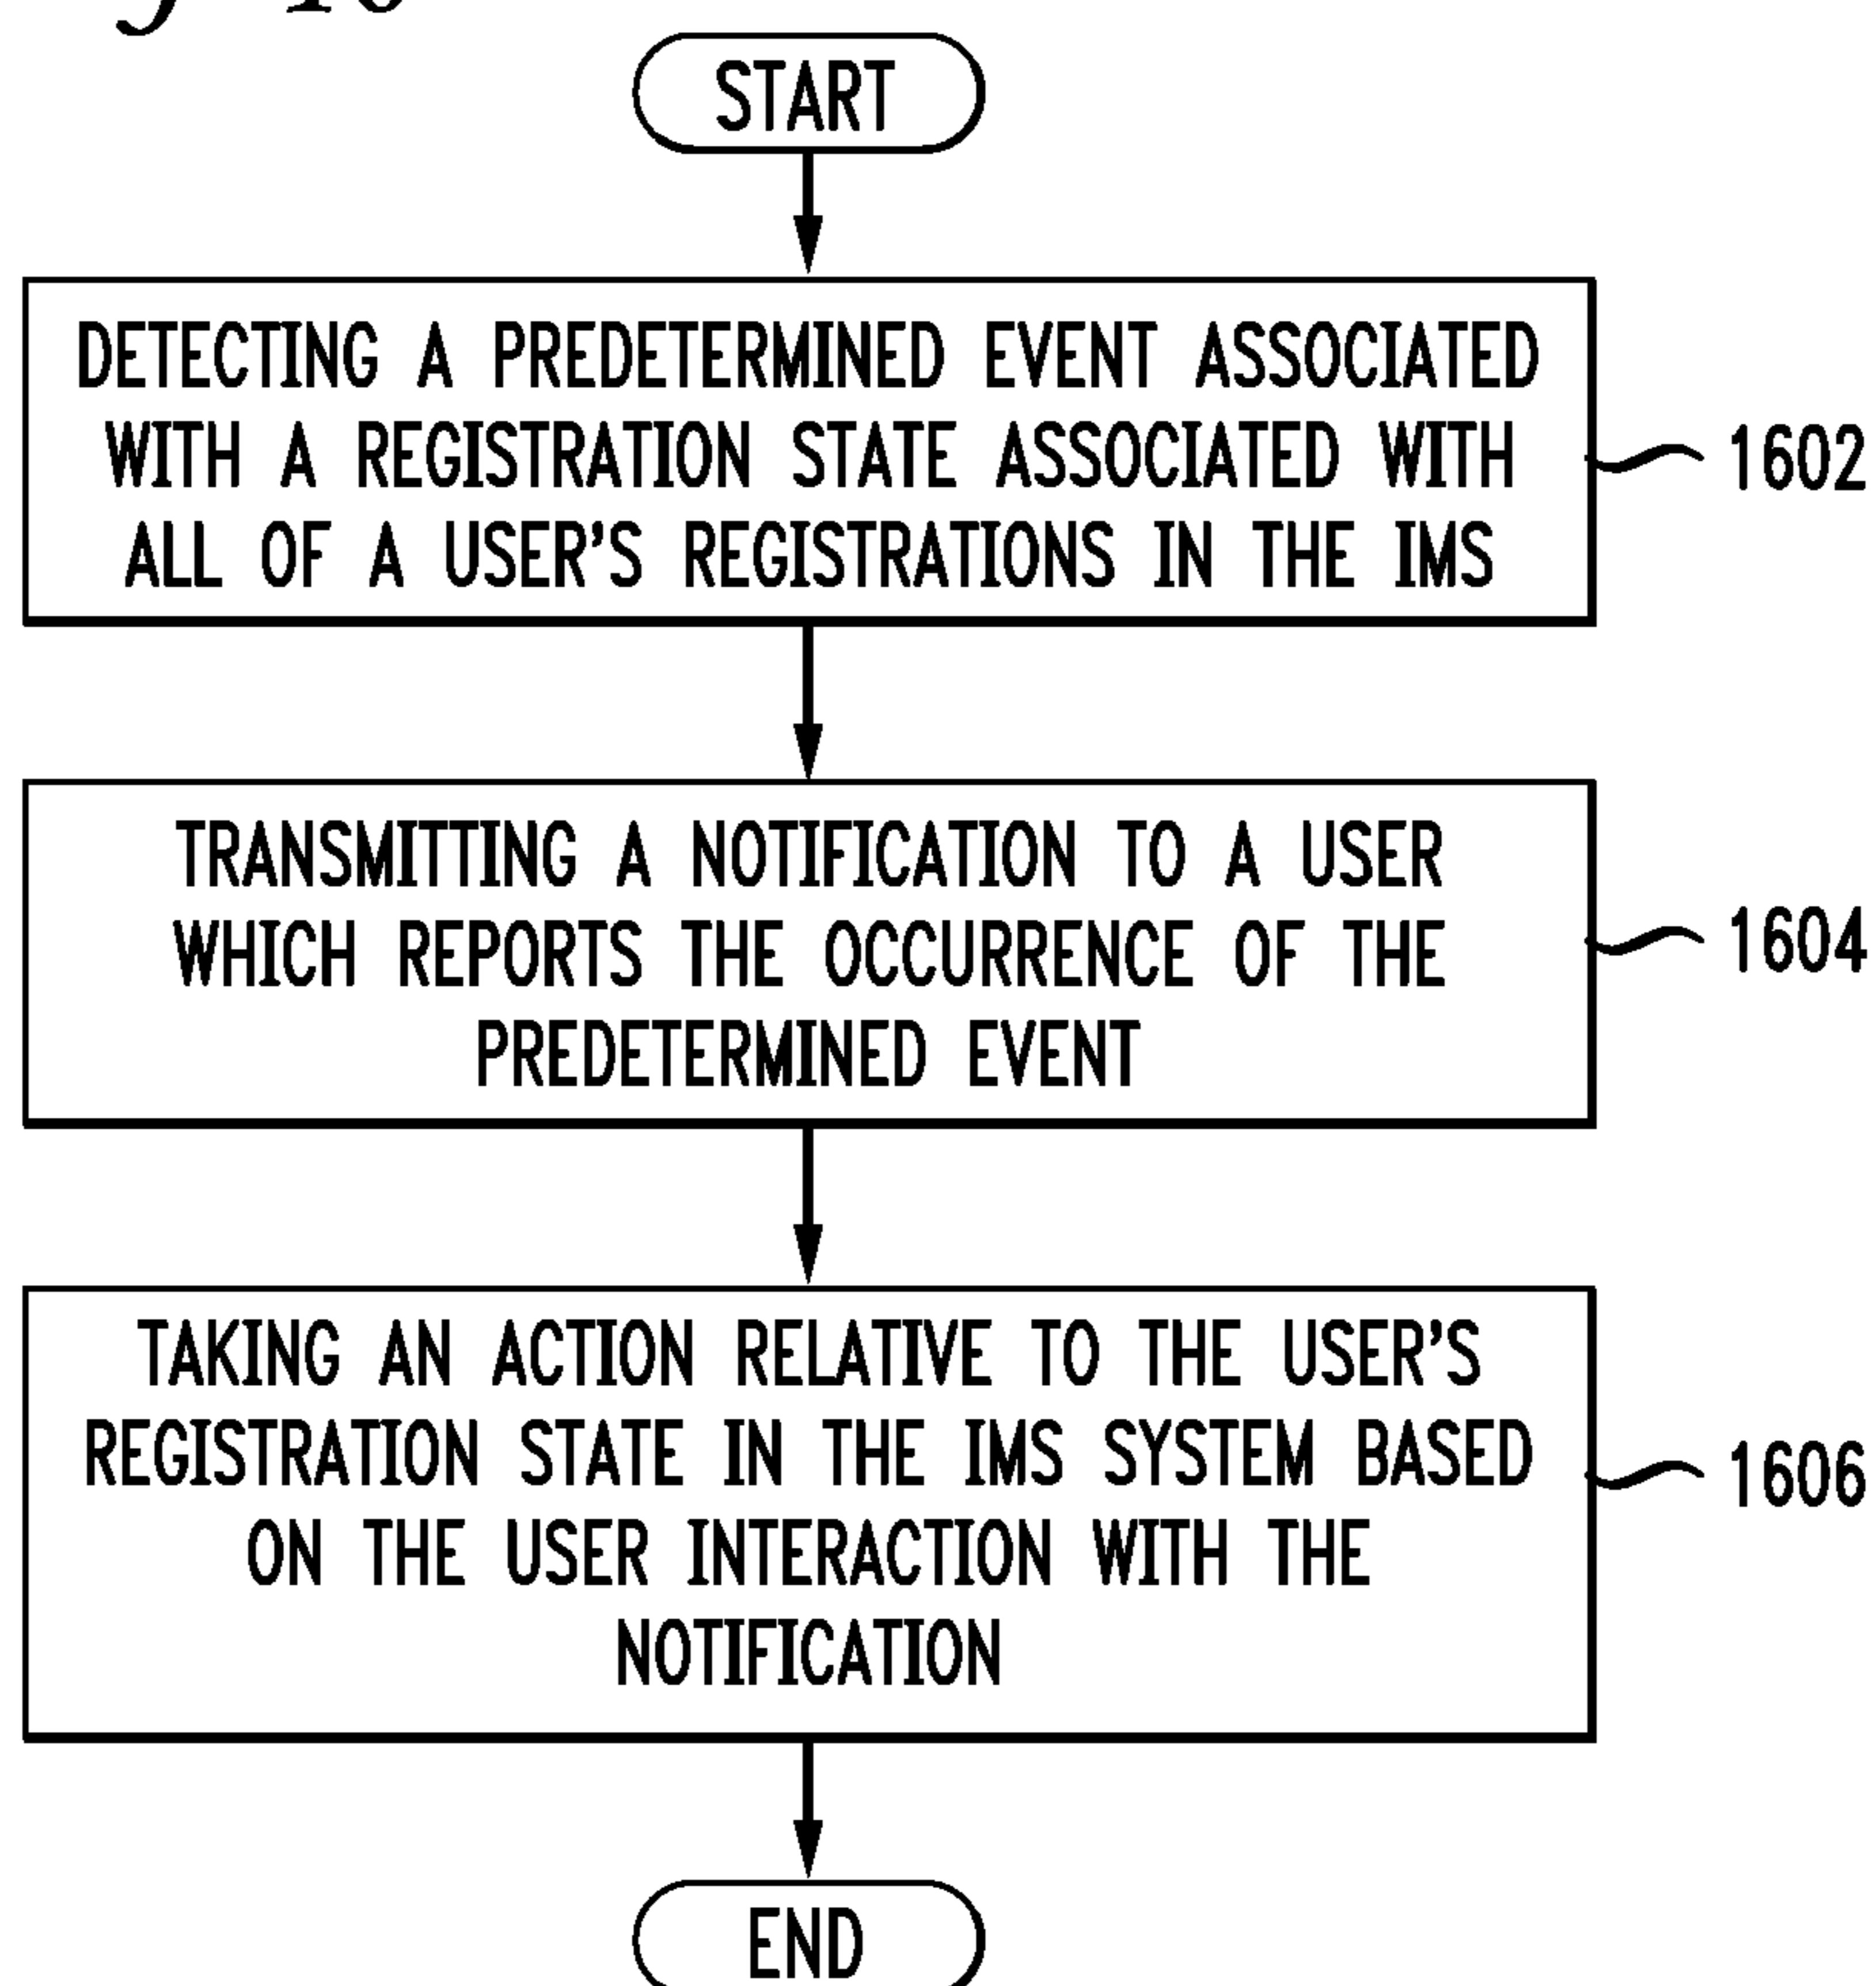 START
DETECTING A PREDETERMINED EVENT ASSOCIATED
WITH A REGISTRATION STATE ASSOCIATED WITH
ALL OF A USER'S REGISTRATIONS IN THE IMS
1602
TRANSMITTING A NOTIFICATION TO A USER
WHICH REPORTS THE OCCURRENCE OF THE
PREDETERMINED EVENT
1604
TAKING AN ACTION RELATIVE TO THE USER'S
REGISTRATION STATE IN THE IMS SYSTEM BASED
ON THE USER INTERACTION WITH THE
NOTIFICATION
1606
END